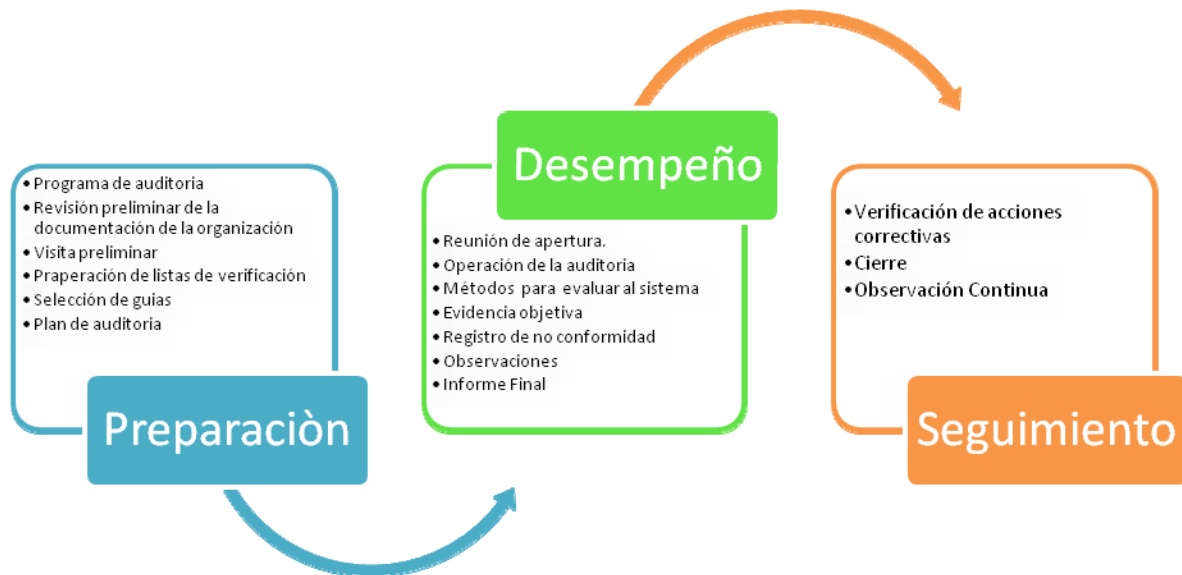 • Programa de auditoria
• Revisión preliminar de la
documentación de la organización
• Visita preliminar
• Praperación de listas de verificación
• Selección de guías
• Plan de auditoria
Preparaciòn
Desempeño
• Reunión de apertura.
• Operación de la auditoria
• Métodos para evaluar al sistema
• Evidencia objetiva
• Registro de no conformidad
• Observaciones
• Informe Final
• Verificación de acciones
correctivas
• Cierre
• Observación Continua
Seguimiento